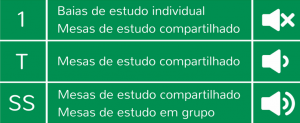 1
Baias de estudo individual
Mesas de estudo compartilhado
T
Mesas de estudo compartilhado
SS
Mesas de estudo compartilhado
Mesas de estudo em grupo